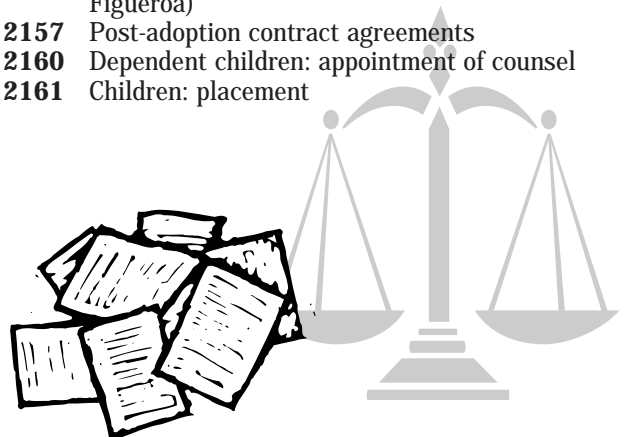 Figueroa)
2157 Post-adoption contract agreements
2160 Dependent children: appointment of counsel
2161 Children: placement